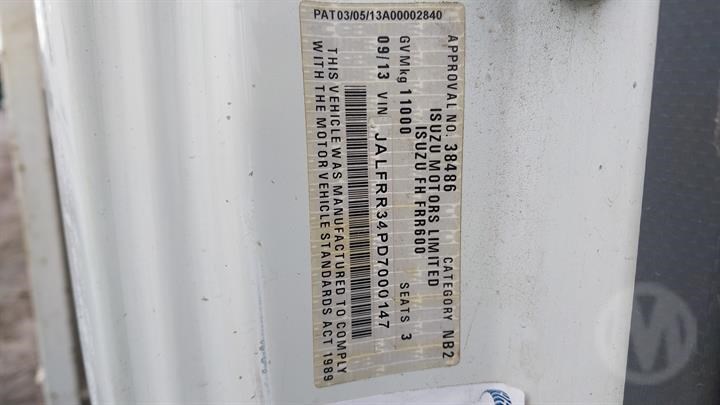 PAT03/05/13A00002840
APPROVAL NO. 38486 CATEGORY NB2
ISUZU MOTORS LIMITED
ISUZU FH FRR600
GVMkg 11000 SEATS 3
09/13 VIN JALFRR34PD7000147
THIS VEHICLE WAS MANUFACTURED TO COMPLY
WITH THE MOTOR VEHICLE STANDARDS ACT 1989
M